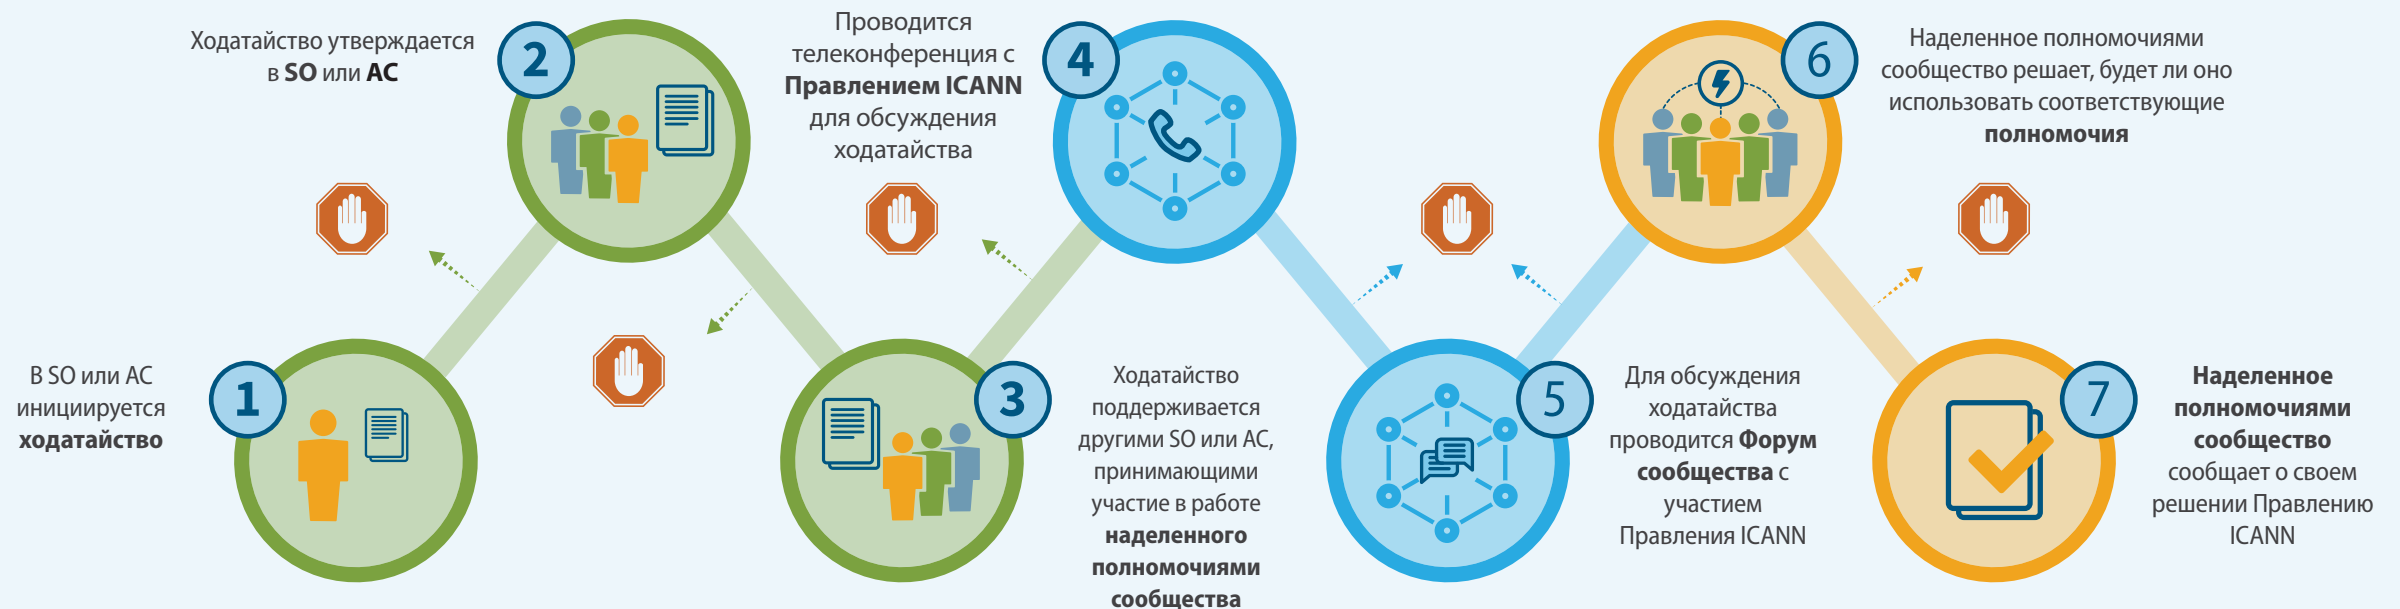 В SO или АС
инициируется
ходатайство
1
Ходатайство утверждается
в SO или АС
2
Ходатайство
поддерживается
другими SO или АС,
принимающими
участие в работе
наделенного
полномочиями
сообщества
3
Проводится
телеконференция с
Правлением ICANN
для обсуждения
ходатайства
4
Для обсуждения
ходатайства
проводится Форум
сообщества с
участием
Правления ICANN
5
Наделенное полномочиями
сообщество решает, будет ли оно
использовать соответствующие
полномочия
6
Наделенное
полномочиями
сообщество
сообщает о своем
решении Правлению
ICANN
7